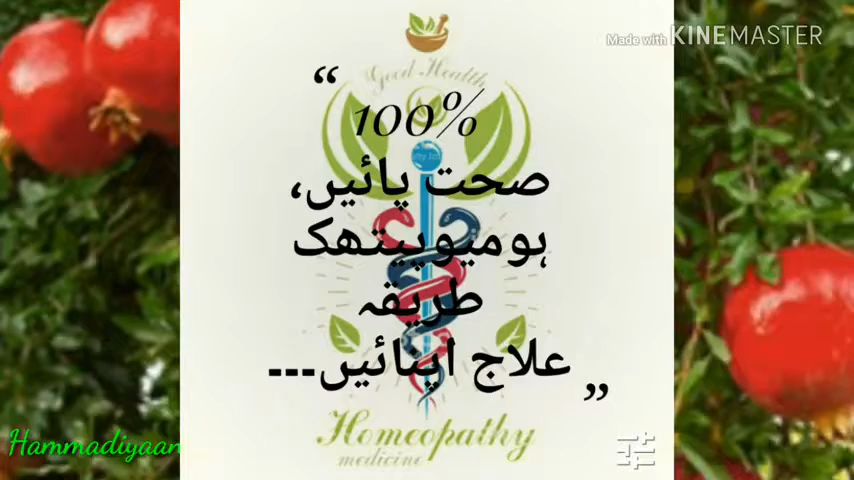 Made with KINEMASTER
Good Health
“
100%
صحت پائیں،
ہومیوپیتھک
طریقہ
علاج اپنائیں...
”
Homeopathy
medicine
Hammadiyaan